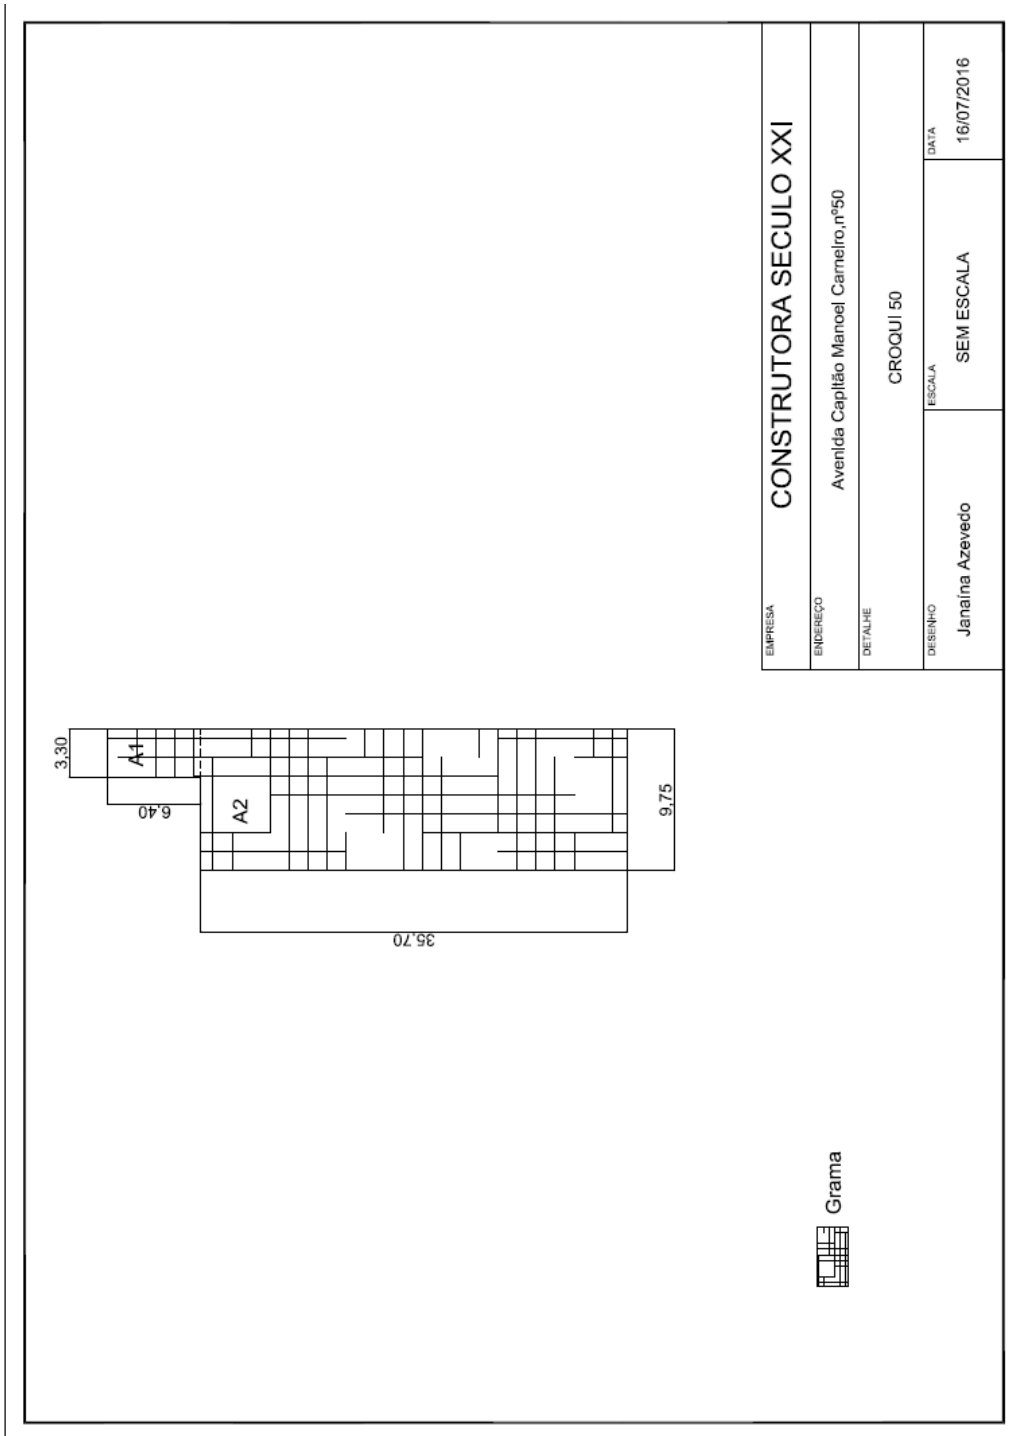 3,30
A1
6,40
A2
35,70
9,75
Grama
EMPRESA
CONSTRUTORA SECULO XXI
ENDEREÇO
Avenida Capitão Manoel Carneiro,nº50
DETALHE
CROQUI 50
DESENHO
Janaína Azevedo
ESCALA
SEM ESCALA
DATA
16/07/2016